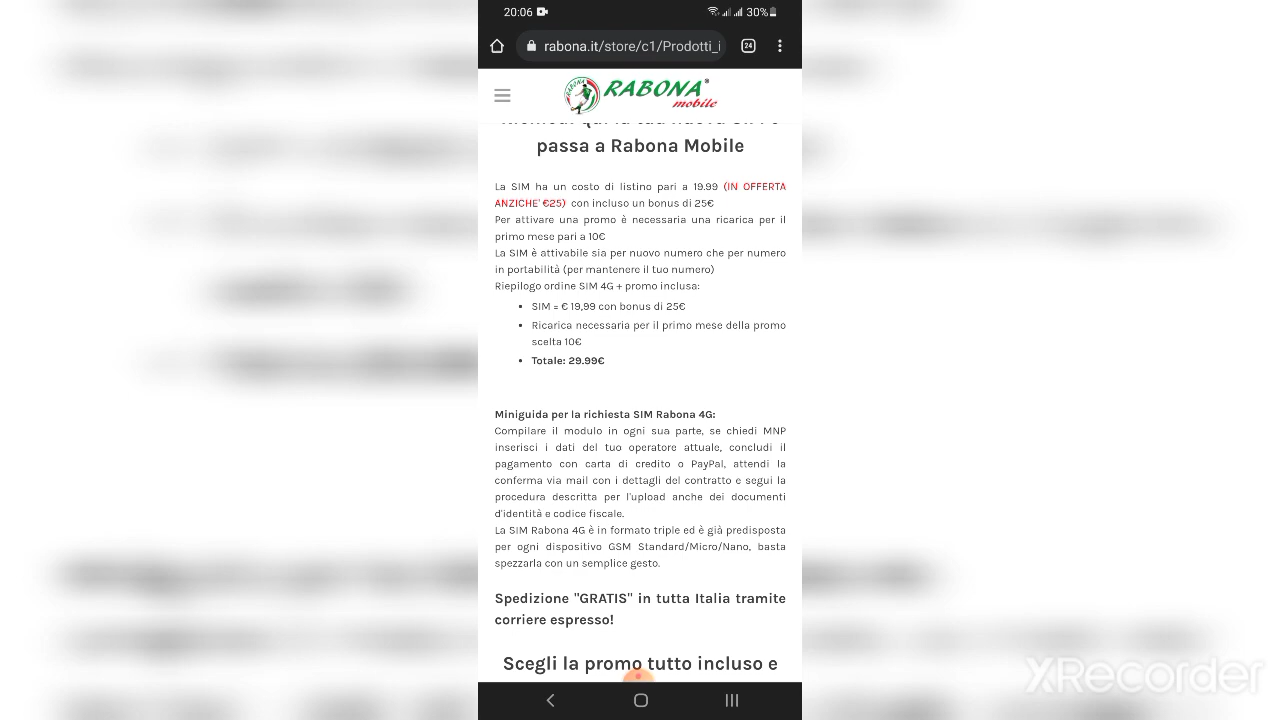 20:06
30%
rabona.it/store/c1/Prodotti_i
24
RABONA
RABONA®
mobile
passa a Rabona Mobile
La SIM ha un costo di listino pari a 19.99 (IN OFFERTA
ANZICHE' €25) con incluso un bonus di 25€
Per attivare una promo è necessaria una ricarica per il
primo mese pari a 10€
La SIM è attivabile sia per nuovo numero che per numero
in portabilità (per mantenere il tuo numero)
Riepilogo ordine SIM 4G + promo inclusa:
• SIM = € 19,99 con bonus di 25€
• Ricarica necessaria per il primo mese della promo
scelta 10€
• Totale: 29.99€
Miniguida per la richiesta SIM Rabona 4G:
Compilare il modulo in ogni sua parte, se chiedi MNP
inserisci i dati del tuo operatore attuale, concludi il
pagamento con carta di credito o PayPal, attendi la
conferma via mail con i dettagli del contratto e segui la
procedura descritta per l'upload anche dei documenti
d'identità e codice fiscale.
La SIM Rabona 4G è in formato triple ed è già predisposta
per ogni dispositivo GSM Standard/Micro/Nano, basta
spezzarla con un semplice gesto.
Spedizione "GRATIS" in tutta Italia tramite
corriere espresso!
Scegli la promo tutto incluso e
XRecorder